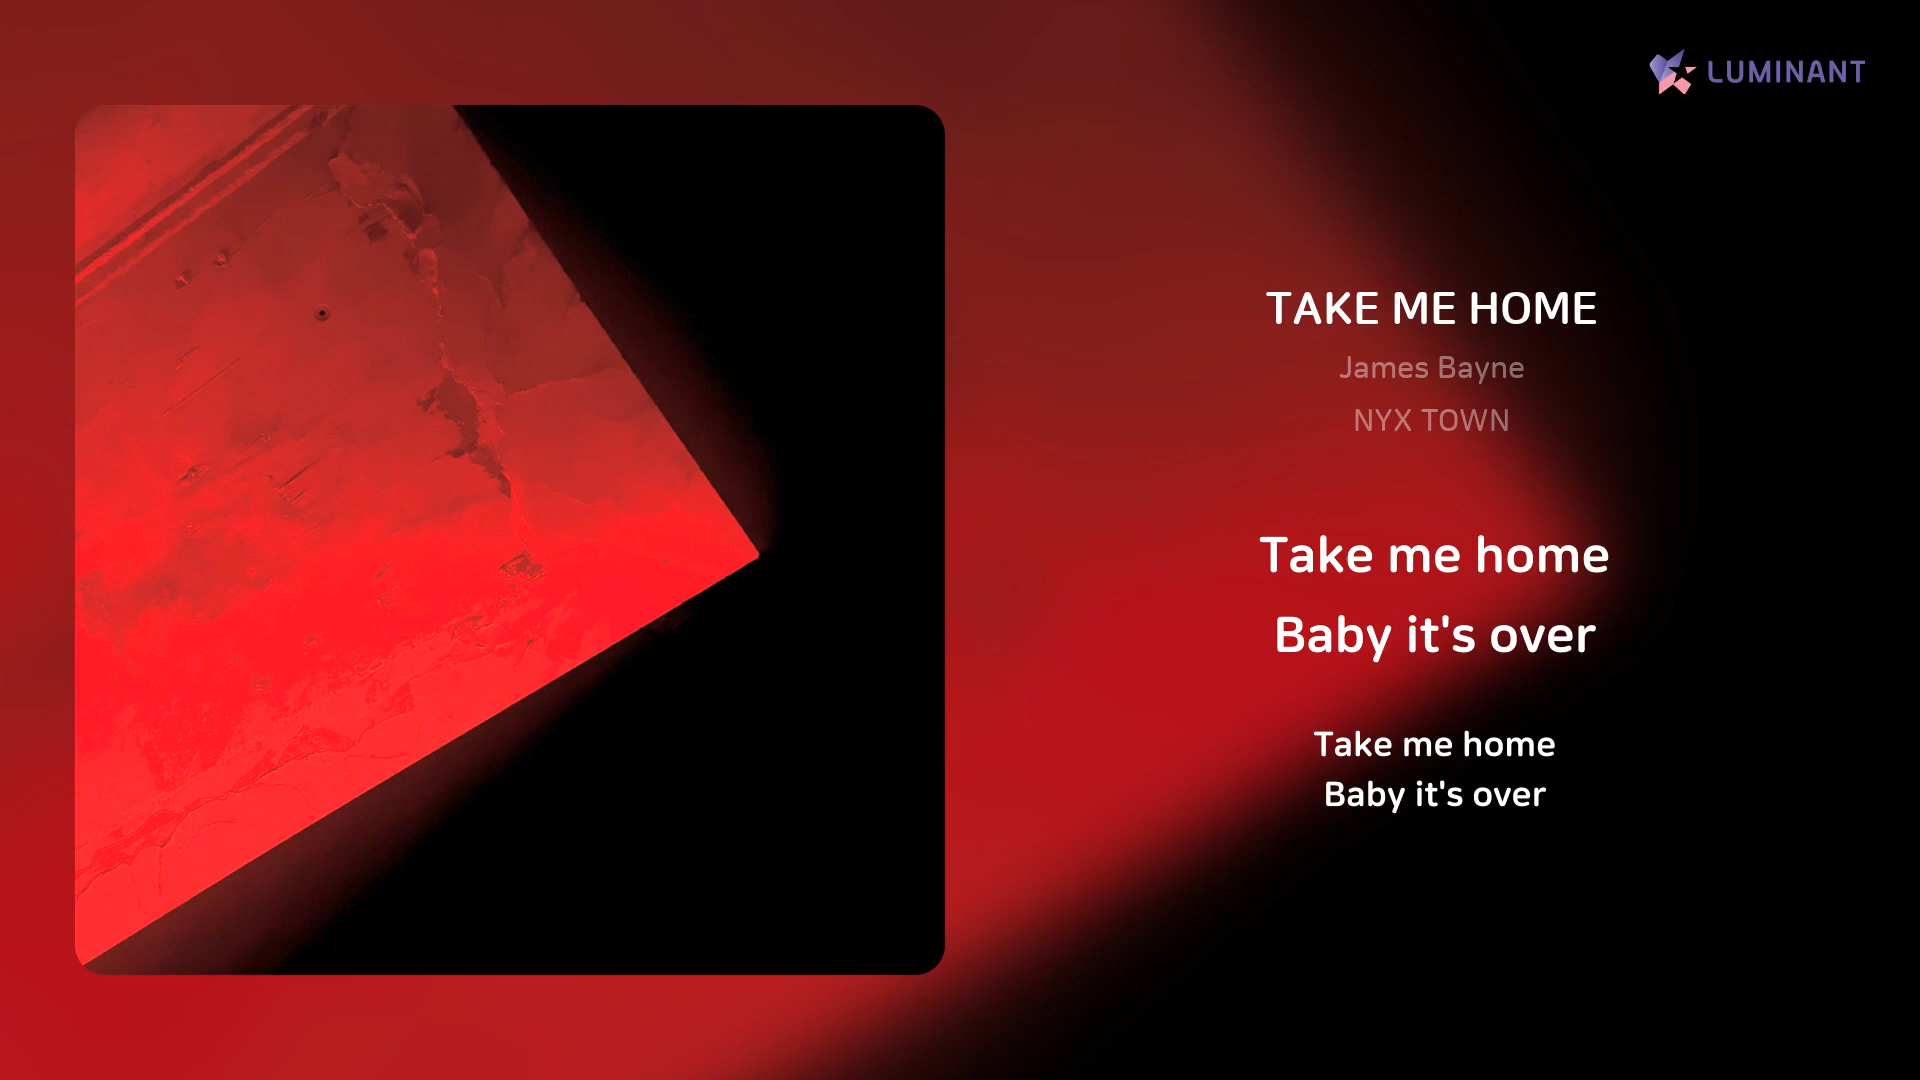 LUMINANT
TAKE ME HOME
James Bayne
NYX TOWN
Take me home
Baby it's over
Take me home
Baby it's over